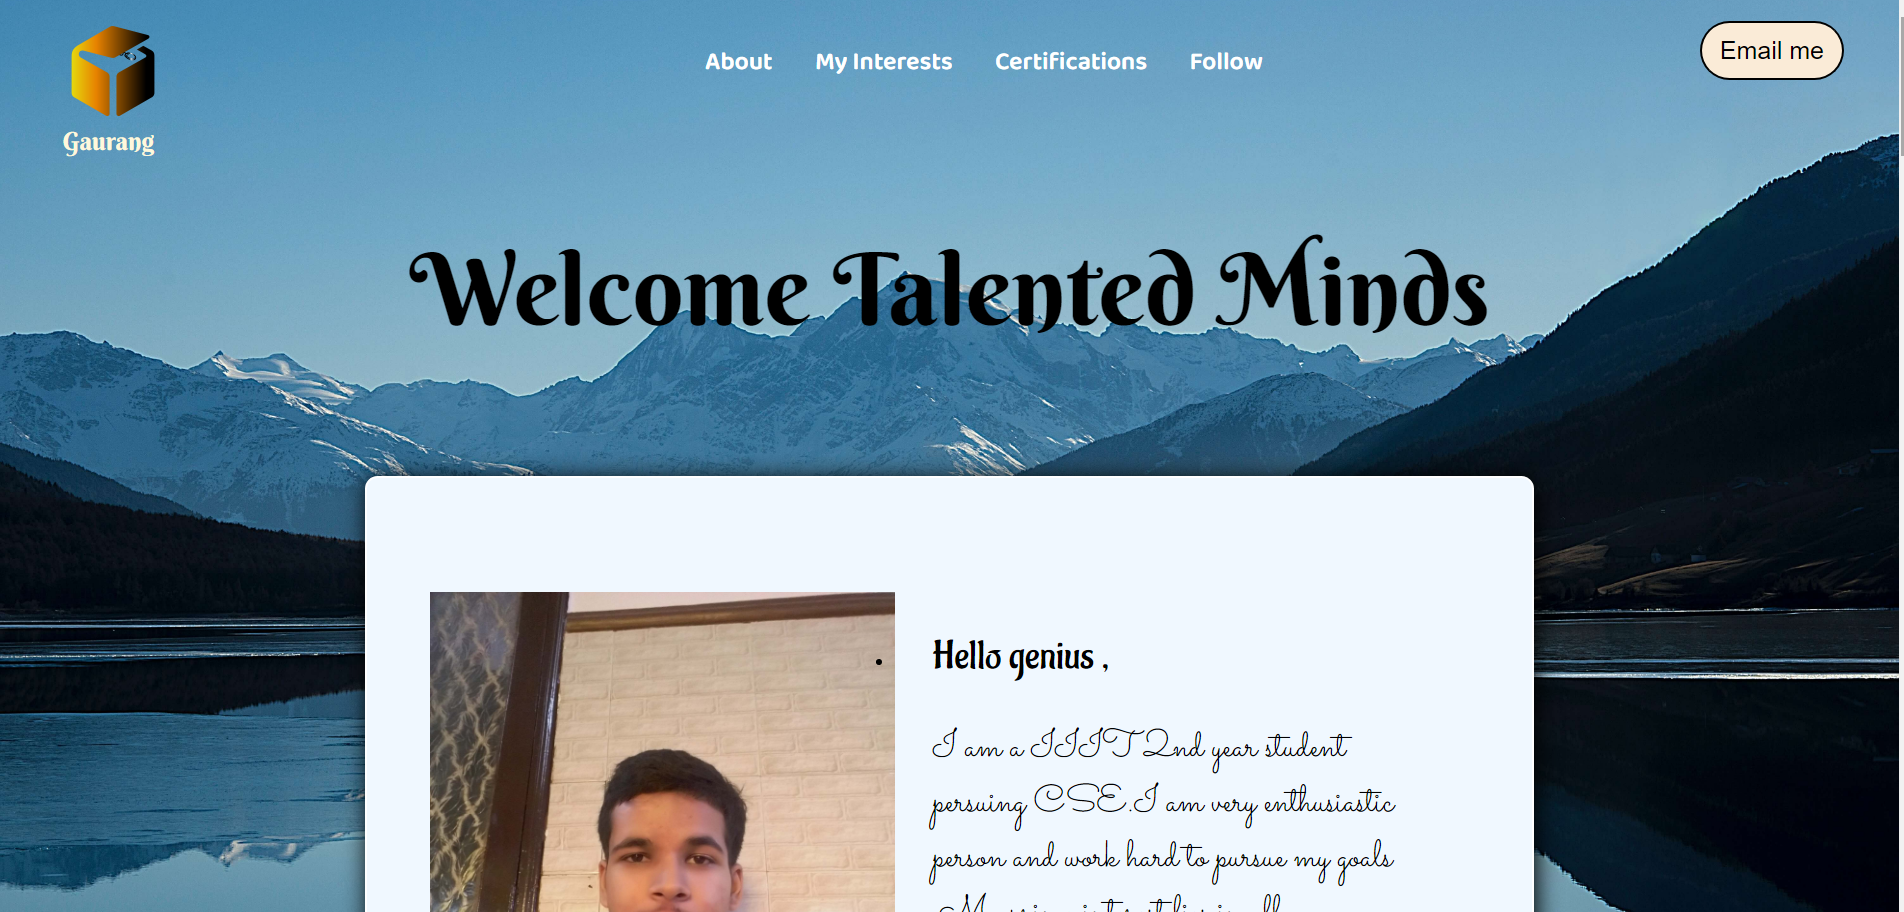 Gaurang
About My Interests Certifications Follow
Email me
Welcome Talented Minds
Hello genius ,
I am a IIIT 2nd year student
persuing CSE.I am very enthusiastic
person and work hard to pursue my goals